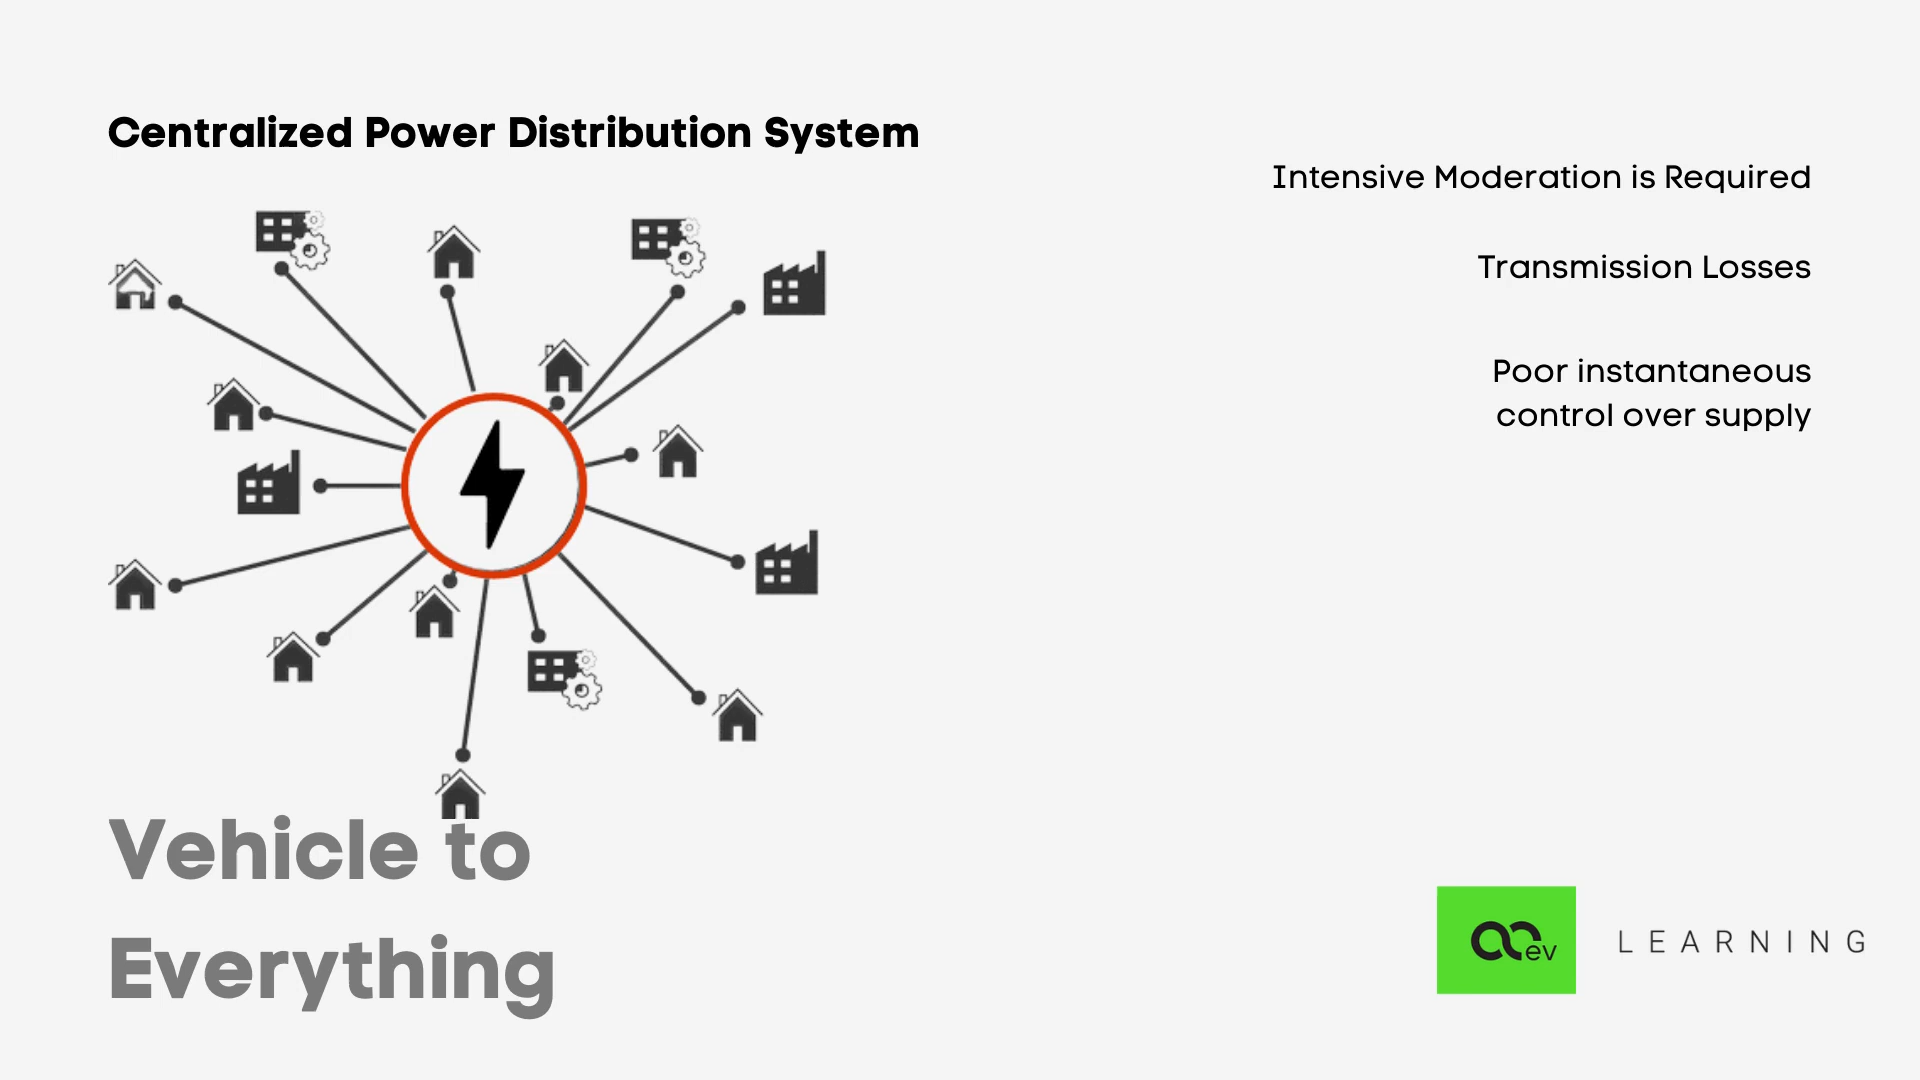 Centralized Power Distribution System
Intensive Moderation is Required
Transmission Losses
Poor instantaneous
control over supply
Vehicle to
Everything
ev
LEARNING